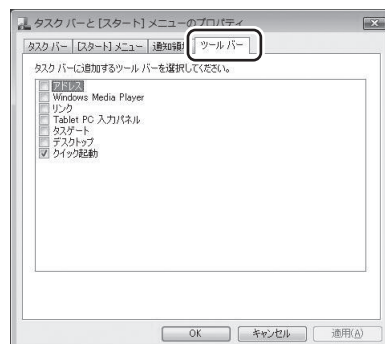 タスク バーと [スタート] メニューのプロパティ
タスク バー [スタート] メニュー 通知領域 ツール バー
タスク バーに追加するツール バーを選択してください。
アドレス
Windows Media Player
リンク
Tablet PC 入力パネル
タスゲート
デスクトップ
クイック起動
OK キャンセル 適用(A)